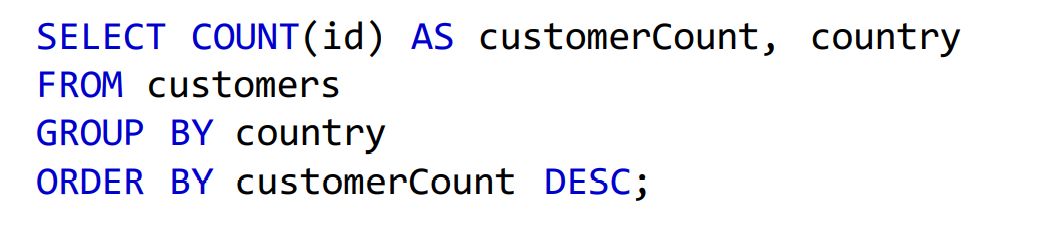 SELECT COUNT(id) AS customerCount, country
FROM customers
GROUP BY country
ORDER BY customerCount DESC;